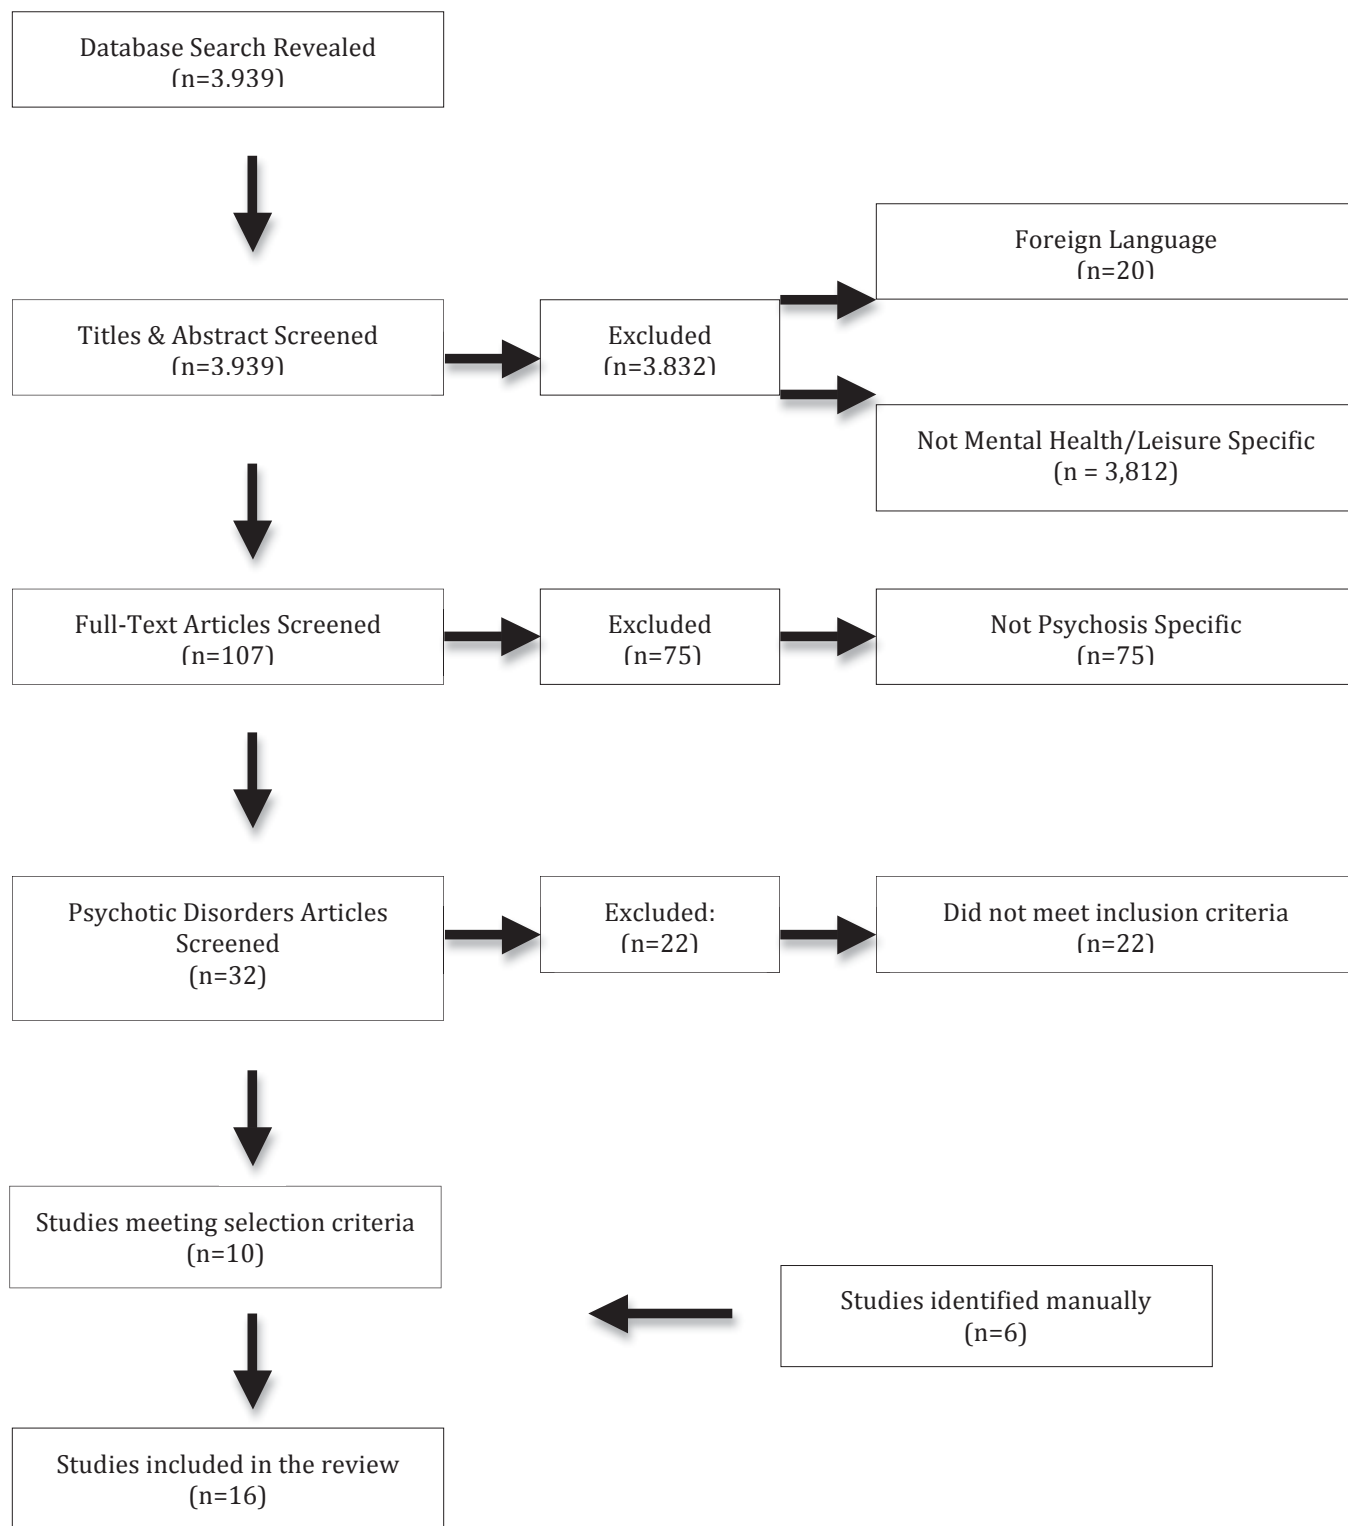 Database Search Revealed
(n=3.939)
Foreign Language
(n=20)
Titles & Abstract Screened
(n=3.939)
Excluded
(n=3.832)
Not Mental Health/Leisure Specific
(n = 3,812)
Full-Text Articles Screened
(n=107)
Excluded
(n=75)
Not Psychosis Specific
(n=75)
Psychotic Disorders Articles
Screened
(n=32)
Excluded:
(n=22)
Did not meet inclusion criteria
(n=22)
Studies meeting selection criteria
(n=10)
Studies identified manually
(n=6)
Studies included in the review
(n=16)